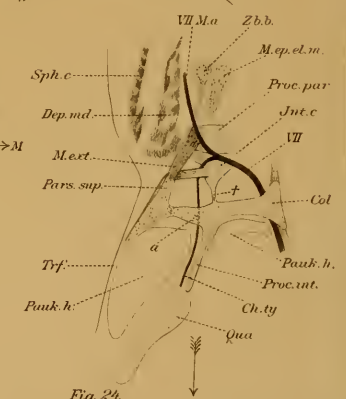 VII M.a
Zb.b.
M.ep.el.m.
Sph.c
Proc.par
Dep.md.
Jnt.c
M
M.ext.
VII
Pars.sup.
Col
a
Trf.
Pauk.h.
Proc.int.
Pauk.h.
Ch.ty
Qua
Fig. 24.